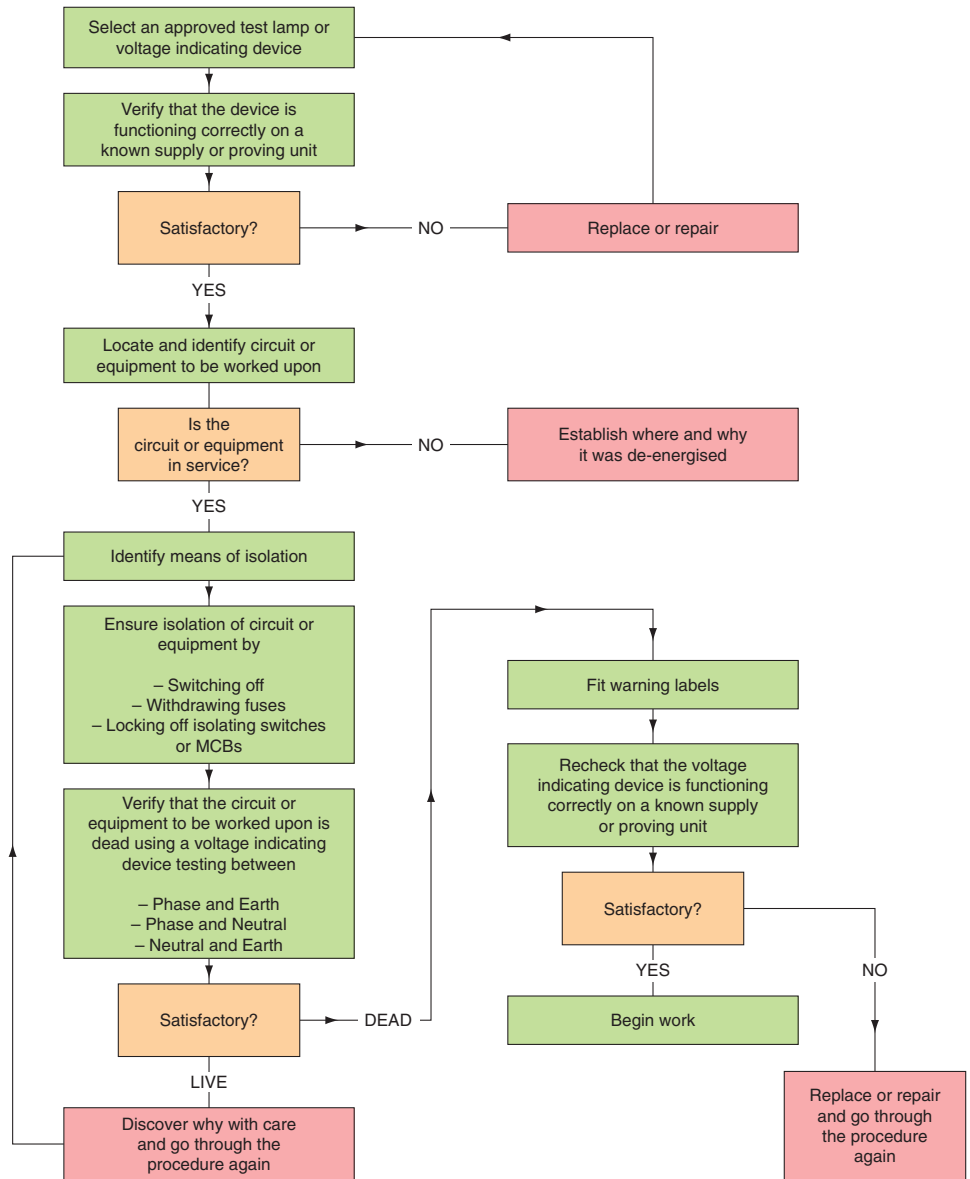 Select an approved test lamp or
voltage indicating device
Verify that the device is
functioning correctly on a
known supply or proving unit
Satisfactory?
NO
Replace or repair
YES
Locate and identify circuit or
equipment to be worked upon
Is the
circuit or equipment
in service?
NO
Establish where and why
it was de-energised
YES
Identify means of isolation
Ensure isolation of circuit or
equipment by
– Switching off
– Withdrawing fuses
– Locking off isolating switches
or MCBs
Verify that the circuit or
equipment to be worked upon is
dead using a voltage indicating
device testing between
– Phase and Earth
– Phase and Neutral
– Neutral and Earth
Satisfactory?
DEAD
LIVE
Discover why with care
and go through the
procedure again
Fit warning labels
Recheck that the voltage
indicating device is functioning
correctly on a known supply
or proving unit
Satisfactory?
YES
NO
Begin work
Replace or repair
and go through
the procedure
again